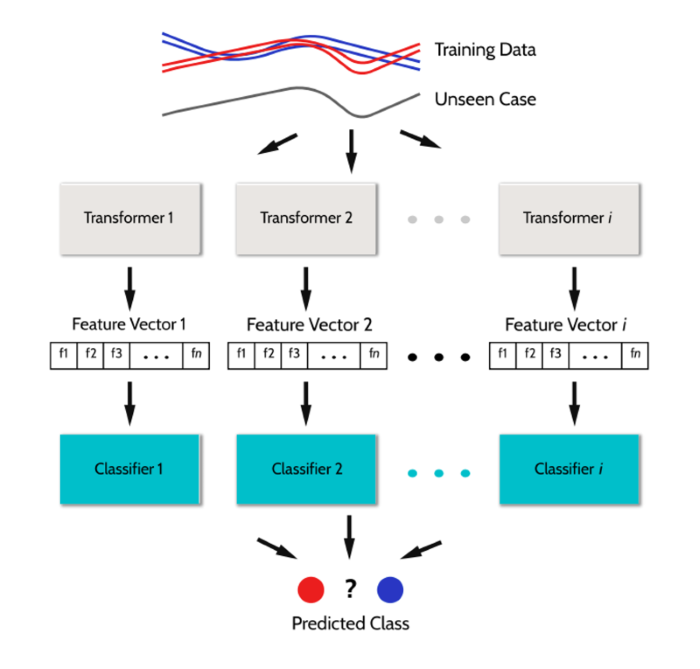 Training Data
Unseen Case
Transformer 1
Transformer 2
Transformer i
Feature Vector 1
Feature Vector 2
Feature Vector i
f1 f2 f3 ... fn
f1 f2 f3 ... fn
f1 f2 f3 ... fn
Classifier 1
Classifier 2
Classifier i
?
Predicted Class